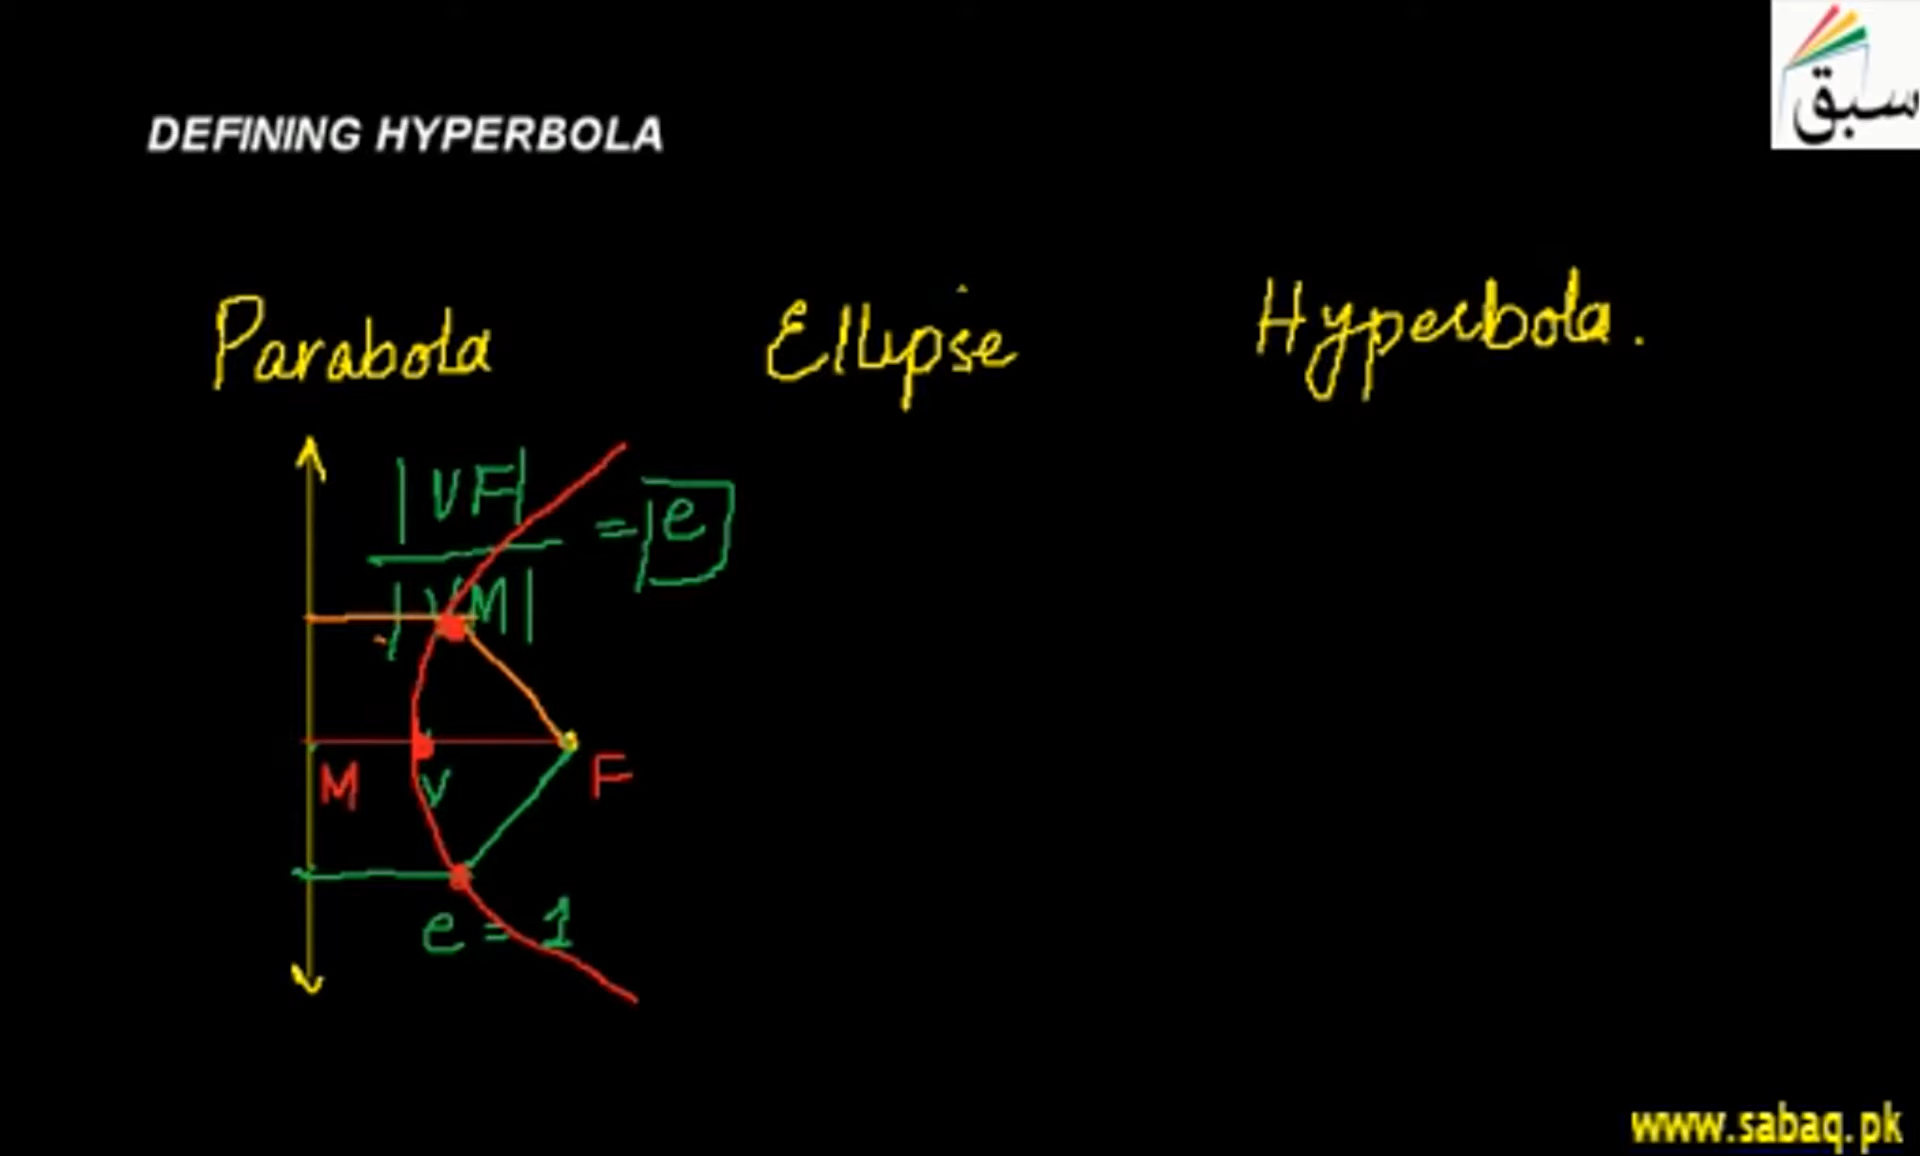 سبق
DEFINING HYPERBOLA
Parabola Ellipse Hyperbola.
|VF|
= e
|VM|
M V F
e = 1
www.sabaq.pk